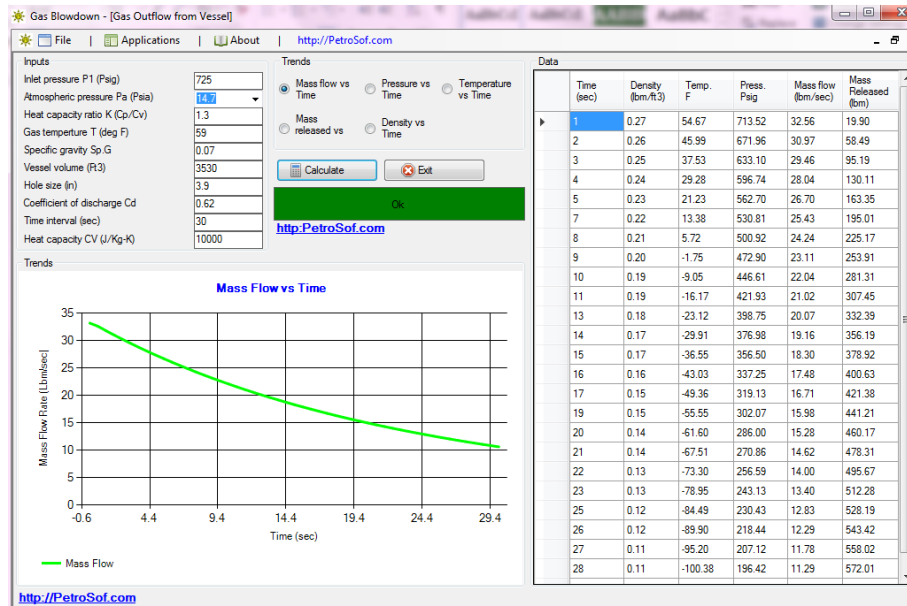 Gas Blowdown - [Gas Outflow from Vessel]
File | Applications | About | http://PetroSof.com
Inputs
Inlet pressure P1 (Psig) 725
Atmospheric pressure Pa (Psia) 14.7
Heat capacity ratio K (Cp/Cv) 1.3
Gas temperture T (deg F) 59
Specific gravity Sp.G 0.07
Vessel volume (Ft3) 3530
Hole size (in) 3.9
Coefficient of discharge Cd 0.62
Time interval (sec) 30
Heat capacity CV (J/Kg-K) 10000
Trends
Mass flow vs Time
Pressure vs Time
Temperature vs Time
Mass released vs
Density vs Time
Calculate
Exit
Ok
http:PetroSof.com
Trends
Mass Flow vs Time
Mass Flow Rate [Lbm/sec]
35
30
25
20
15
10
5
0
-0.6 4.4 9.4 14.4 19.4 24.4 29.4
Time (sec)
Mass Flow
http://PetroSof.com
Data
Time (sec) Density (lbm/ft3) Temp. F Press. Psig Mass flow (lbm/sec) Mass Released (lbm)
1 0.27 54.67 713.52 32.56 19.90
2 0.26 45.99 671.96 30.97 58.49
3 0.25 37.53 633.10 29.46 95.19
4 0.24 29.28 596.74 28.04 130.11
5 0.23 21.23 562.70 26.70 163.35
7 0.22 13.38 530.81 25.43 195.01
8 0.21 5.72 500.92 24.24 225.17
9 0.20 -1.75 472.90 23.11 253.91
10 0.19 -9.05 446.61 22.04 281.31
11 0.19 -16.17 421.93 21.02 307.45
13 0.18 -23.12 398.75 20.07 332.39
14 0.17 -29.91 376.98 19.16 356.19
15 0.17 -36.55 356.50 18.30 378.92
16 0.16 -43.03 337.25 17.48 400.63
17 0.15 -49.36 319.13 16.71 421.38
19 0.15 -55.55 302.07 15.98 441.21
20 0.14 -61.60 286.00 15.28 460.17
21 0.14 -67.51 270.86 14.62 478.31
22 0.13 -73.30 256.59 14.00 495.67
23 0.13 -78.95 243.13 13.40 512.28
25 0.12 -84.49 230.43 12.83 528.19
26 0.12 -89.90 218.44 12.29 543.42
27 0.11 -95.20 207.12 11.78 558.02
28 0.11 -100.38 196.42 11.29 572.01